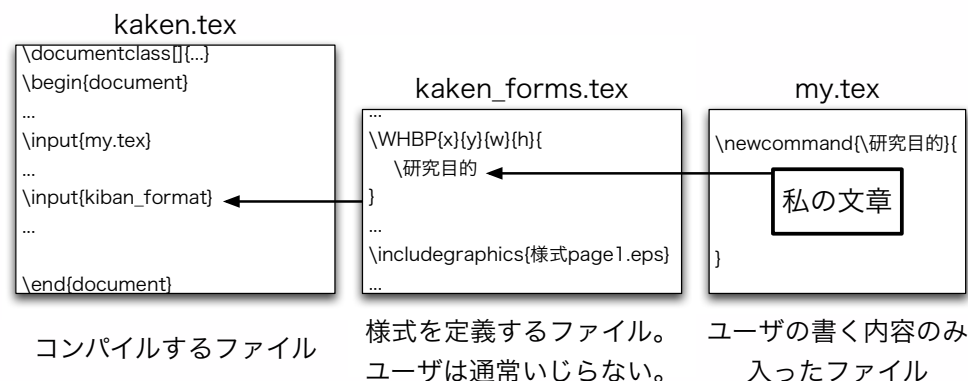 kaken.tex
\documentclass[]{...}
\begin{document}
...
\input{my.tex}
...
\input{kiban_format}
...
\end{document}
コンパイルするファイル
kaken_forms.tex
...
\WHBP{x}{y}{w}{h}{
\研究目的
}
...
\includegraphics{様式page1.eps}
...
様式を定義するファイル。
ユーザは通常いじらない。
my.tex
\newcommand{\研究目的}{
私の文章
}
ユーザの書く内容のみ
入ったファイル